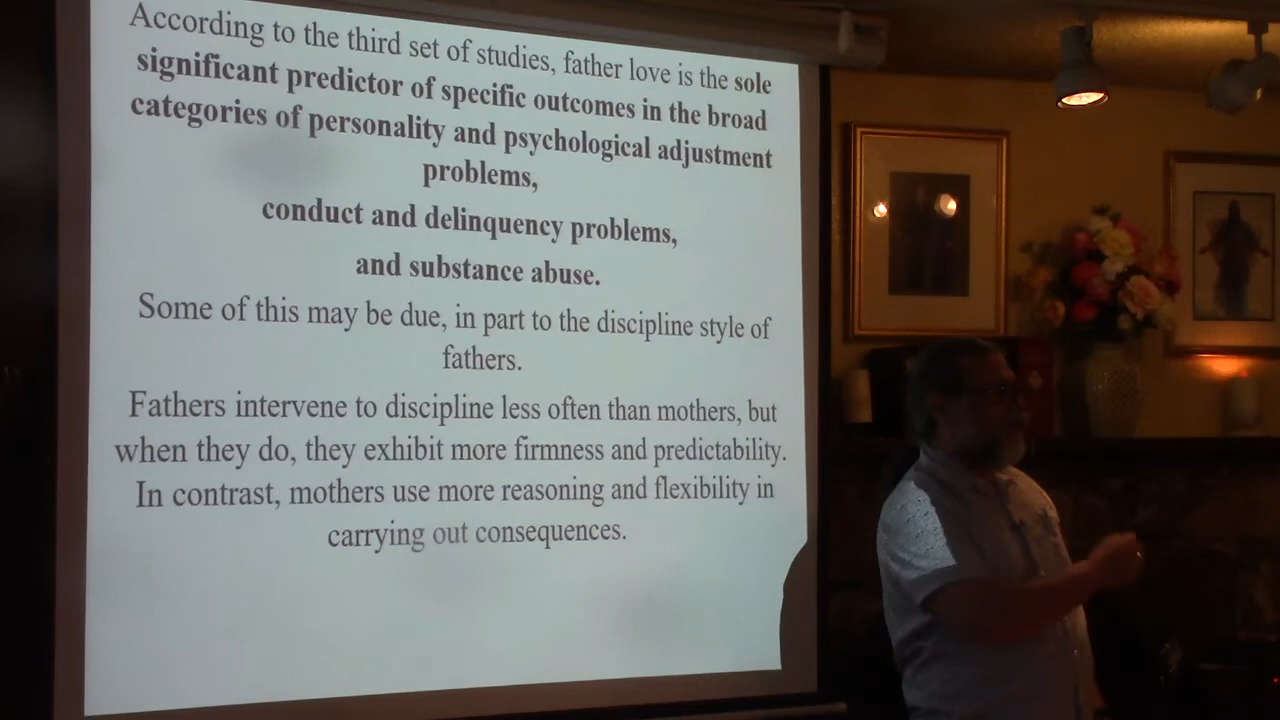 According to the third set of studies, father love is the sole
significant predictor of specific outcomes in the broad
categories of personality and psychological adjustment
problems,
conduct and delinquency problems,
and substance abuse.
Some of this may be due, in part to the discipline style of
fathers.
Fathers intervene to discipline less often than mothers, but
when they do, they exhibit more firmness and predictability.
In contrast, mothers use more reasoning and flexibility in
carrying out consequences.